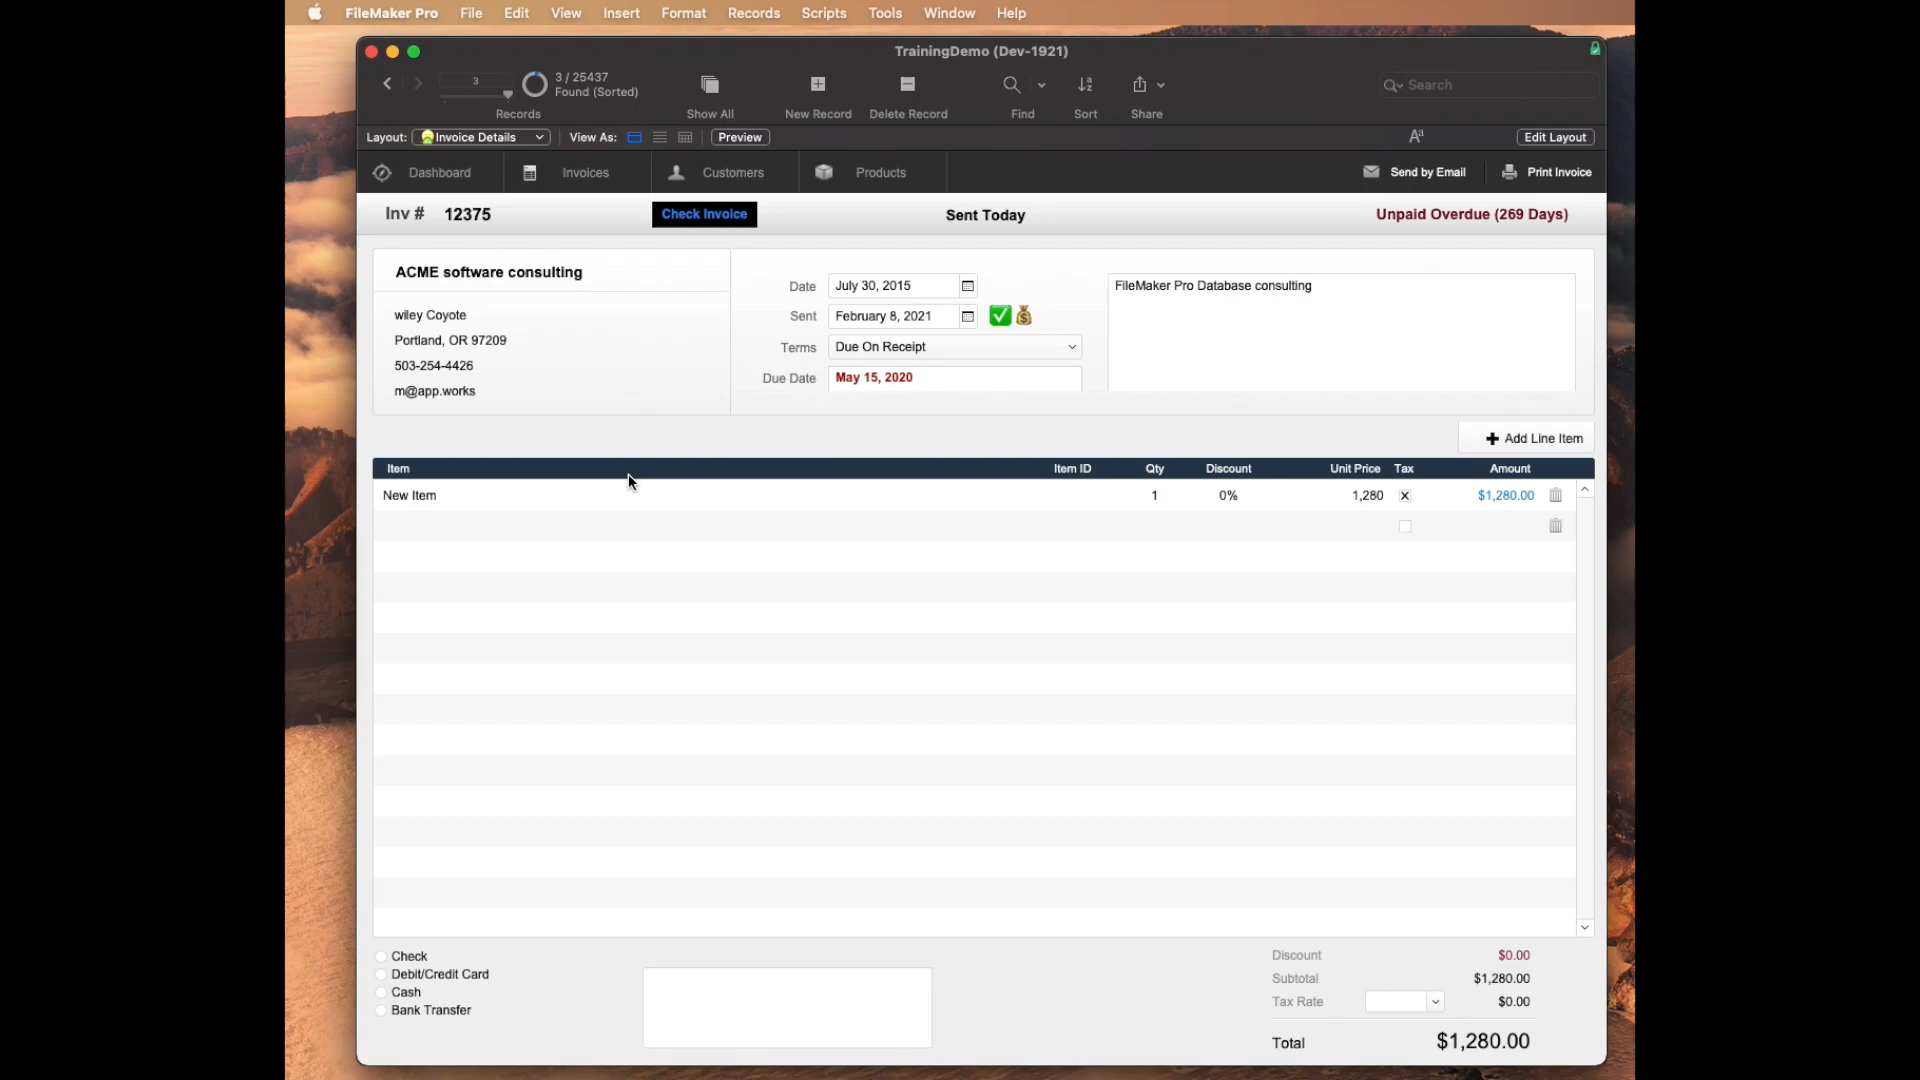 FileMaker Pro File Edit View Insert Format Records Scripts Tools Window Help
TrainingDemo (Dev-1921)
3 3 / 25437
Found (Sorted)
Search
Records Show All New Record Delete Record Find Sort Share
Layout: Invoice Details View As: Preview Aa Edit Layout
Dashboard Invoices Customers Products Send by Email Print Invoice
Inv # 12375 Check Invoice Sent Today Unpaid Overdue (269 Days)
ACME software consulting
wiley Coyote
Portland, OR 97209
503-254-4426
m@app.works
Date July 30, 2015
Sent February 8, 2021
Terms Due On Receipt
Due Date May 15, 2020
FileMaker Pro Database consulting
Add Line Item
Item Item ID Qty Discount Unit Price Tax Amount
New Item 1 0% 1,280 x $1,280.00
Check
Debit/Credit Card
Cash
Bank Transfer
Discount $0.00
Subtotal $1,280.00
Tax Rate $0.00
Total $1,280.00